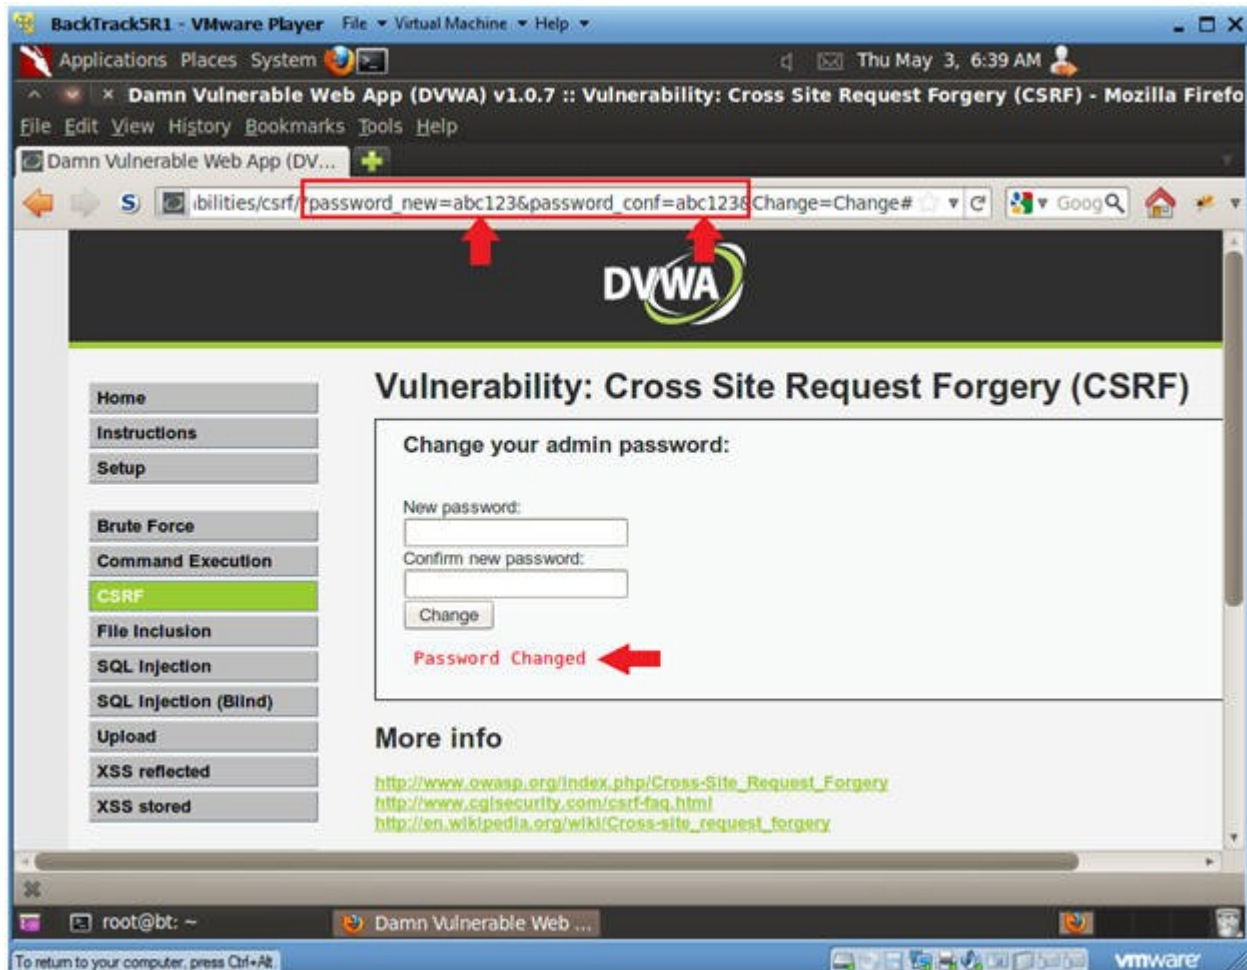 BackTrack5R1 - VMware Player File Virtual Machine Help
Applications Places System Thu May 3, 6:39 AM
Damn Vulnerable Web App (DVWA) v1.0.7 :: Vulnerability: Cross Site Request Forgery (CSRF) - Mozilla Firefo
File Edit View History Bookmarks Tools Help
Damn Vulnerable Web App (DV...
S ibilities/csrf/?password_new=abc123&password_conf=abc123&Change=Change# Goog
DVWA
Home
Instructions
Setup
Brute Force
Command Execution
CSRF
File Inclusion
SQL Injection
SQL Injection (Blind)
Upload
XSS reflected
XSS stored
Vulnerability: Cross Site Request Forgery (CSRF)
Change your admin password:
New password:
Confirm new password:
Change
Password Changed
More info
http://www.owasp.org/index.php/Cross-Site_Request_Forgery
http://www.cgisecurity.com/csrf-faq.html
http://en.wikipedia.org/wiki/Cross-site_request_forgery
root@bt: ~ Damn Vulnerable Web ...
To return to your computer, press Ctrl+Alt. vmware